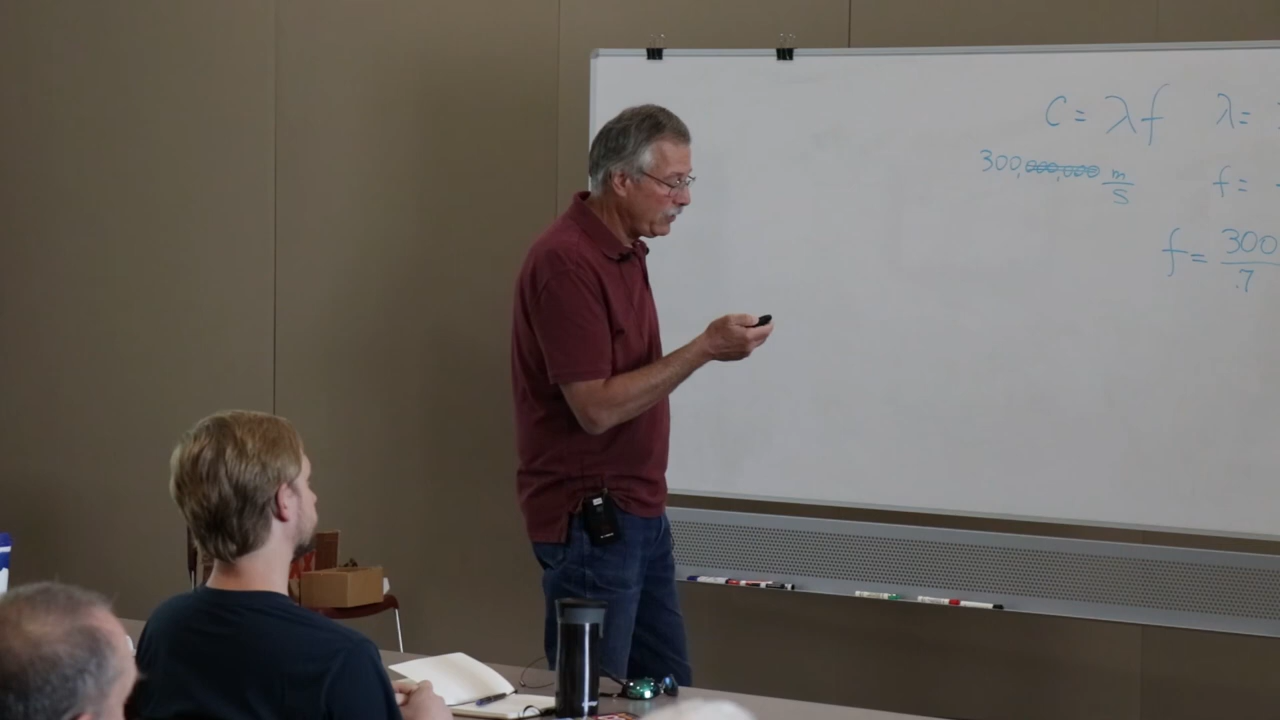 C = λf λ=
300,000,000 m/s
f=
f= 300/.7